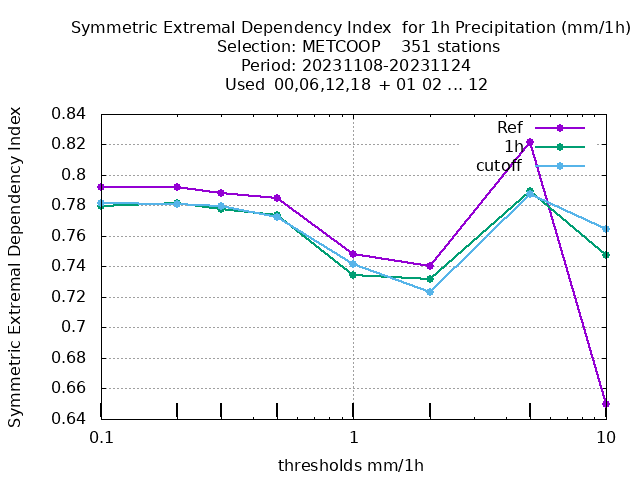 Symmetric Extremal Dependency Index for 1h Precipitation (mm/1h)
Selection: METCOOP 351 stations
Period: 20231108-20231124
Used 00,06,12,18 + 01 02 ... 12
Symmetric Extremal Dependency Index
0.84
0.82
0.8
0.78
0.76
0.74
0.72
0.7
0.68
0.66
0.64
Ref
1h
cutoff
0.1
1
10
thresholds mm/1h